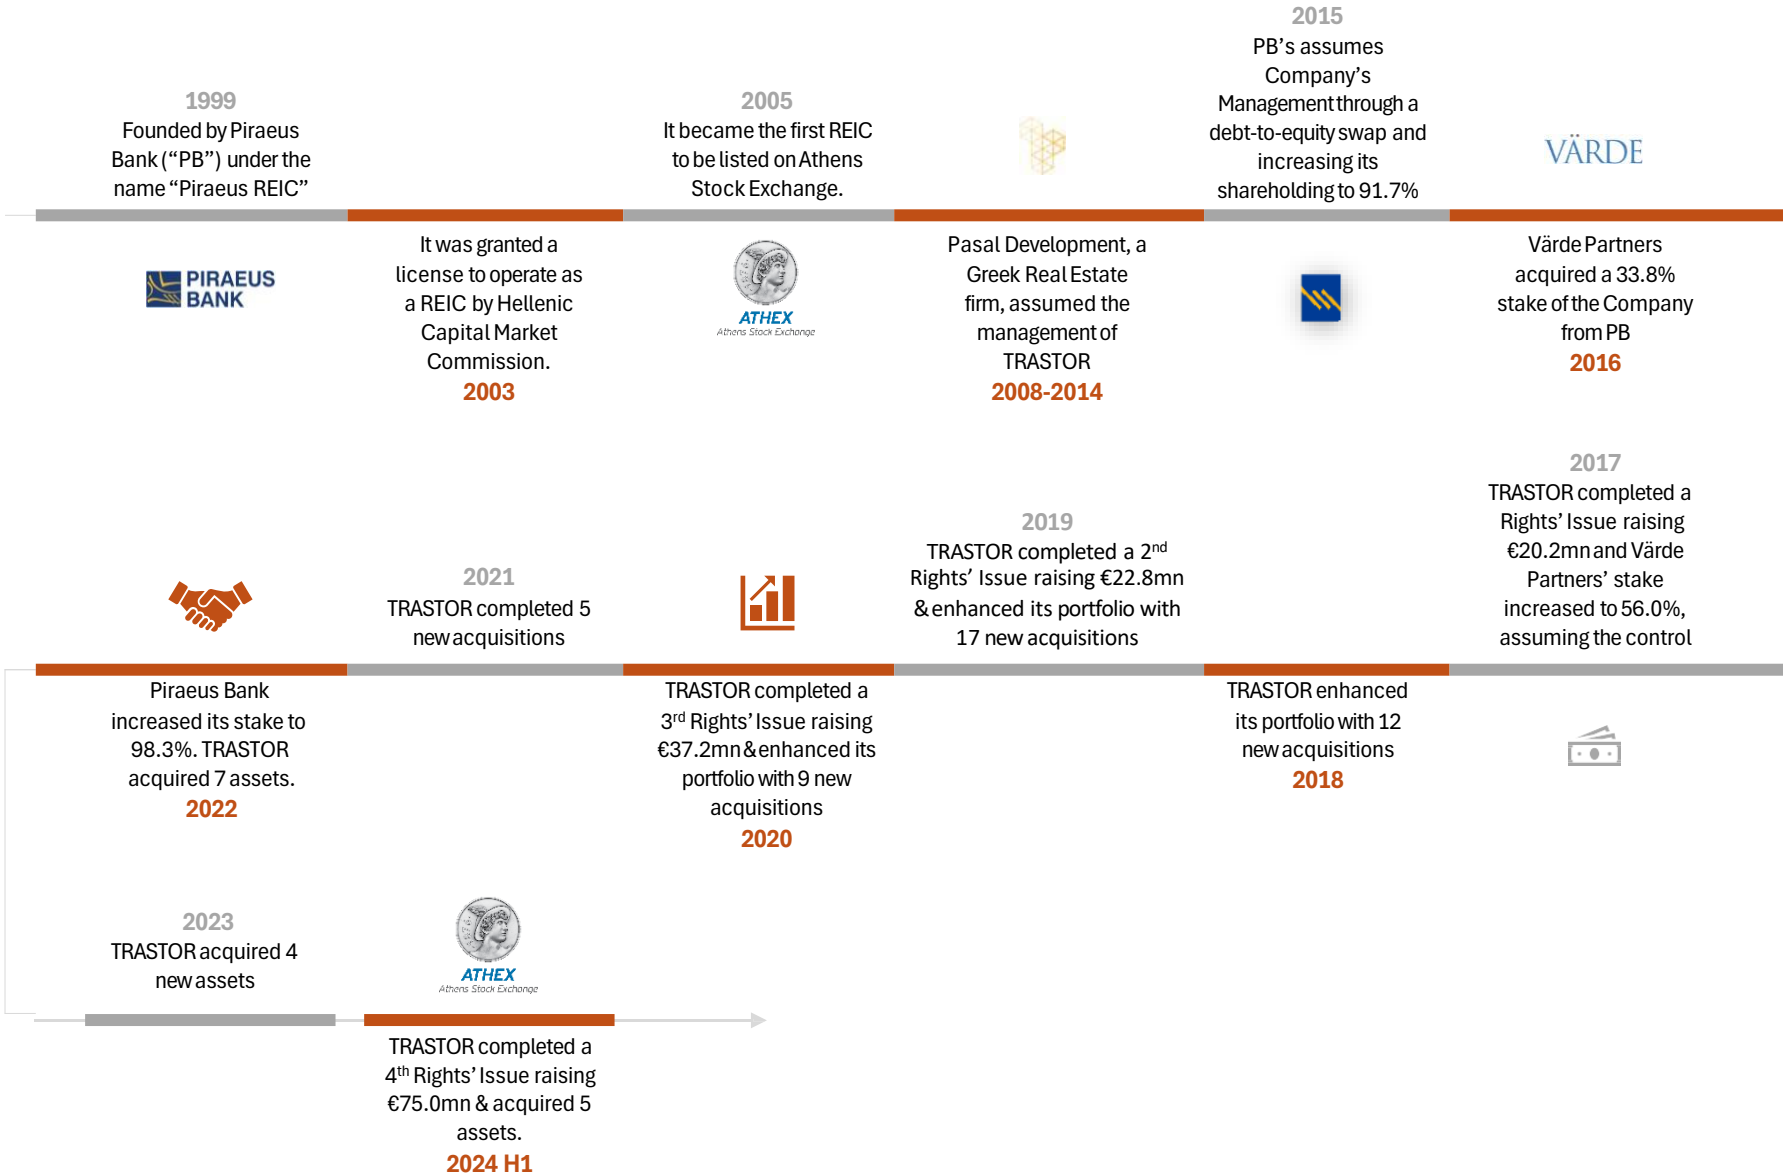 1999
Founded by Piraeus
Bank (“PB”) under the
name “Piraeus REIC”
PIRAEUS
BANK
It was granted a
license to operate as
a REIC by Hellenic
Capital Market
Commission.
2003
2005
It became the first REIC
to be listed on Athens
Stock Exchange.
ATHEX
Athens Stock Exchange
Pasal Development, a
Greek Real Estate
firm, assumed the
management of
TRASTOR
2008-2014
2015
PB’s assumes
Company’s
Management through a
debt-to-equity swap and
increasing its
shareholding to 91.7%
VÄRDE
Värde Partners
acquired a 33.8%
stake of the Company
from PB
2016
2017
TRASTOR completed a
Rights’ Issue raising
€20.2mn and Värde
Partners’ stake
increased to 56.0%,
assuming the control
TRASTOR enhanced
its portfolio with 12
new acquisitions
2018
2019
TRASTOR completed a 2nd
Rights’ Issue raising €22.8mn
& enhanced its portfolio with
17 new acquisitions
TRASTOR completed a
3rd Rights’ Issue raising
€37.2mn & enhanced its
portfolio with 9 new
acquisitions
2020
2021
TRASTOR completed 5
new acquisitions
Piraeus Bank
increased its stake to
98.3%. TRASTOR
acquired 7 assets.
2022
2023
TRASTOR acquired 4
new assets
ATHEX
Athens Stock Exchange
TRASTOR completed a
4th Rights’ Issue raising
€75.0mn & acquired 5
assets.
2024 H1